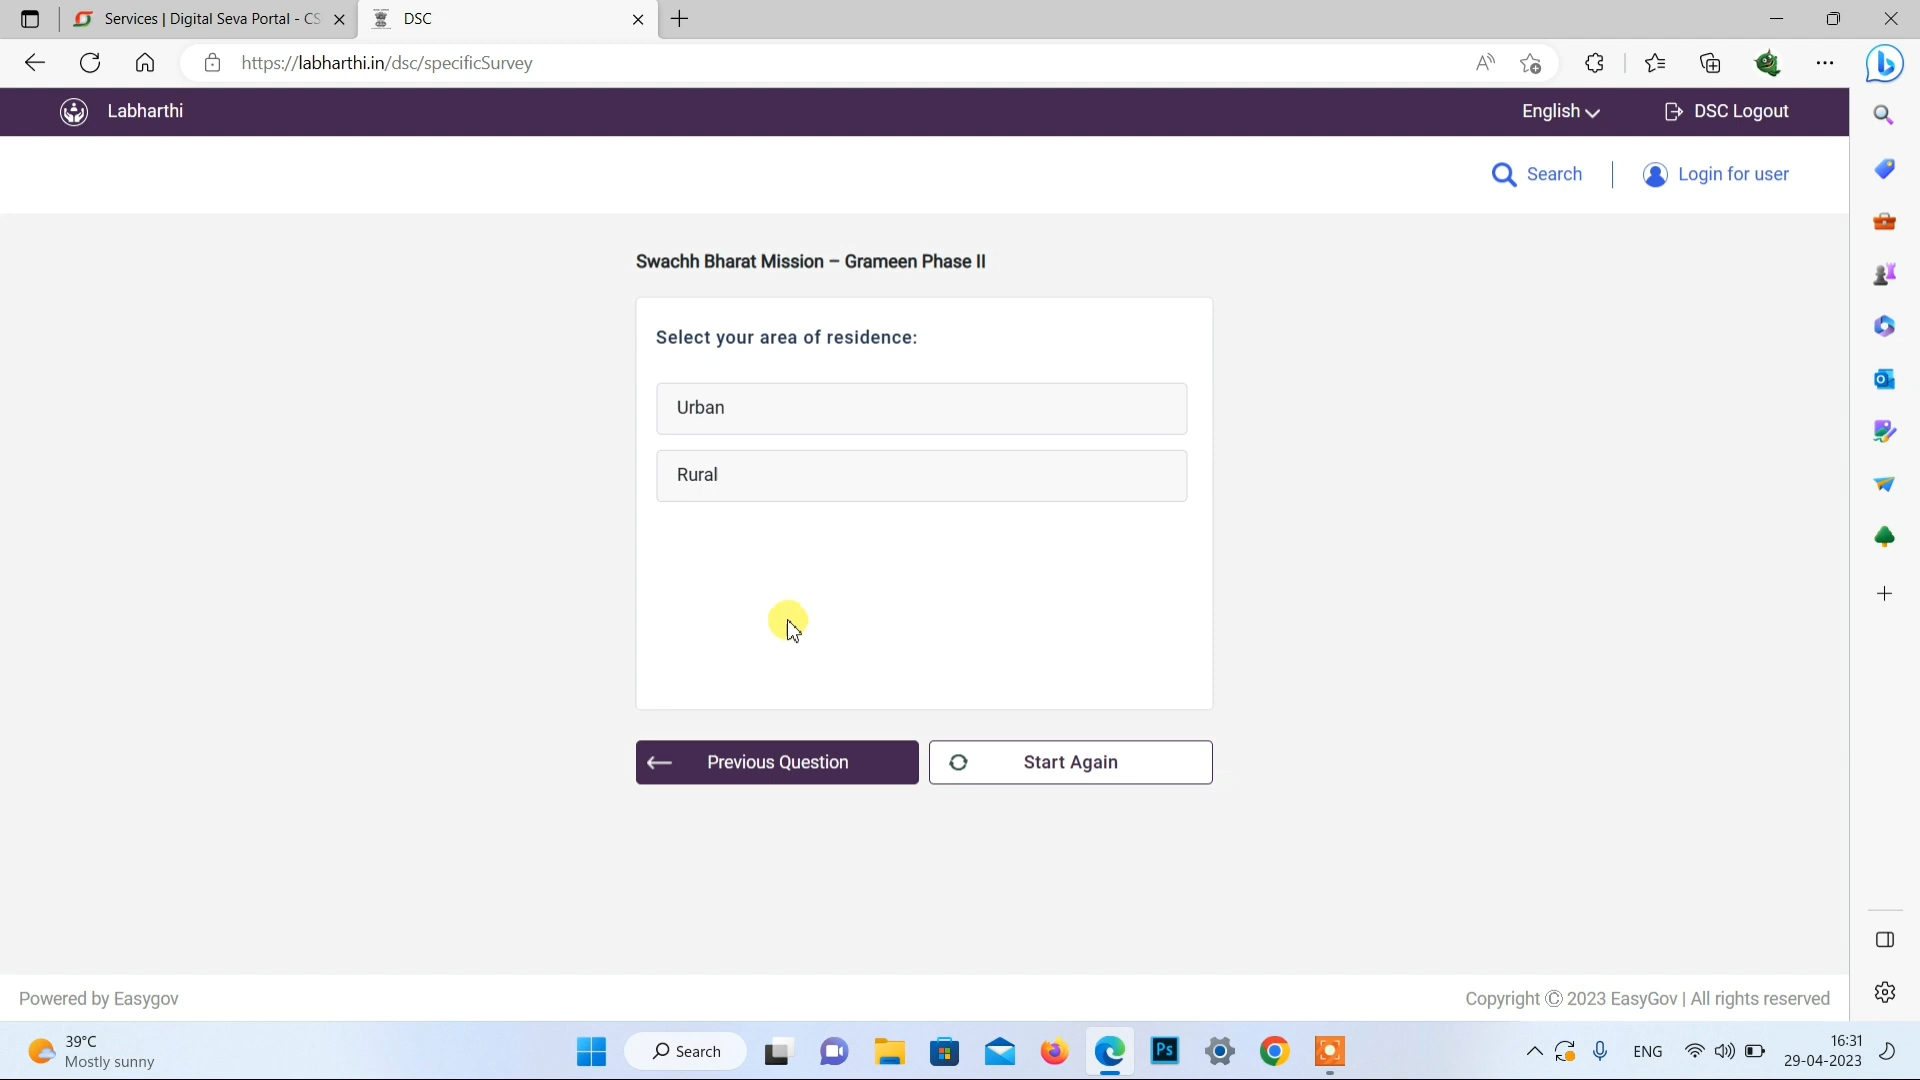 Services | Digital Seva Portal - CS
DSC
https://labharthi.in/dsc/specificSurvey
Labharthi
English
DSC Logout
Search
Login for user
Swachh Bharat Mission – Grameen Phase II
Select your area of residence:
Urban
Rural
Previous Question
Start Again
Powered by Easygov
Copyright © 2023 EasyGov | All rights reserved
39°C
Mostly sunny
Search
Ps
ENG
16:31
29-04-2023